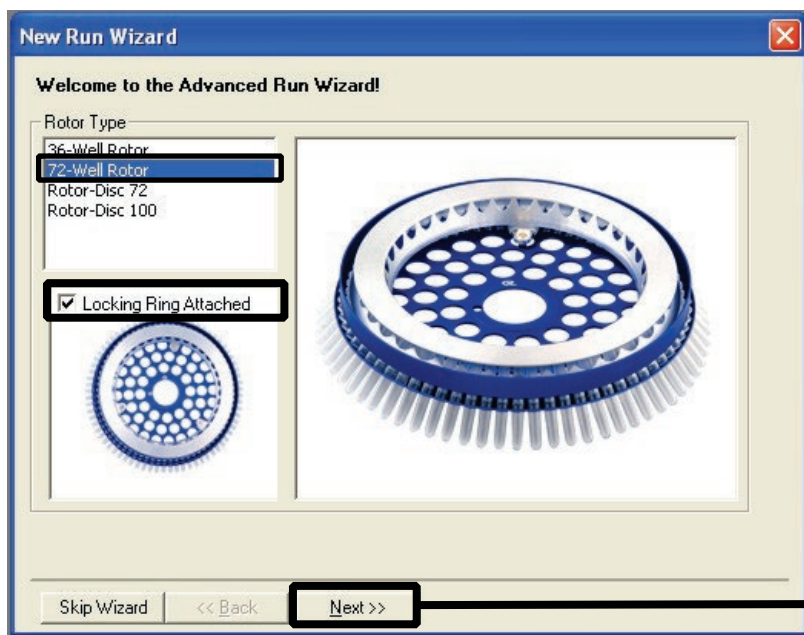 New Run Wizard
Welcome to the Advanced Run Wizard!
Rotor Type
36-Well Rotor
72-Well Rotor
Rotor-Disc 72
Rotor-Disc 100
Locking Ring Attached
Skip Wizard
<< Back
Next >>